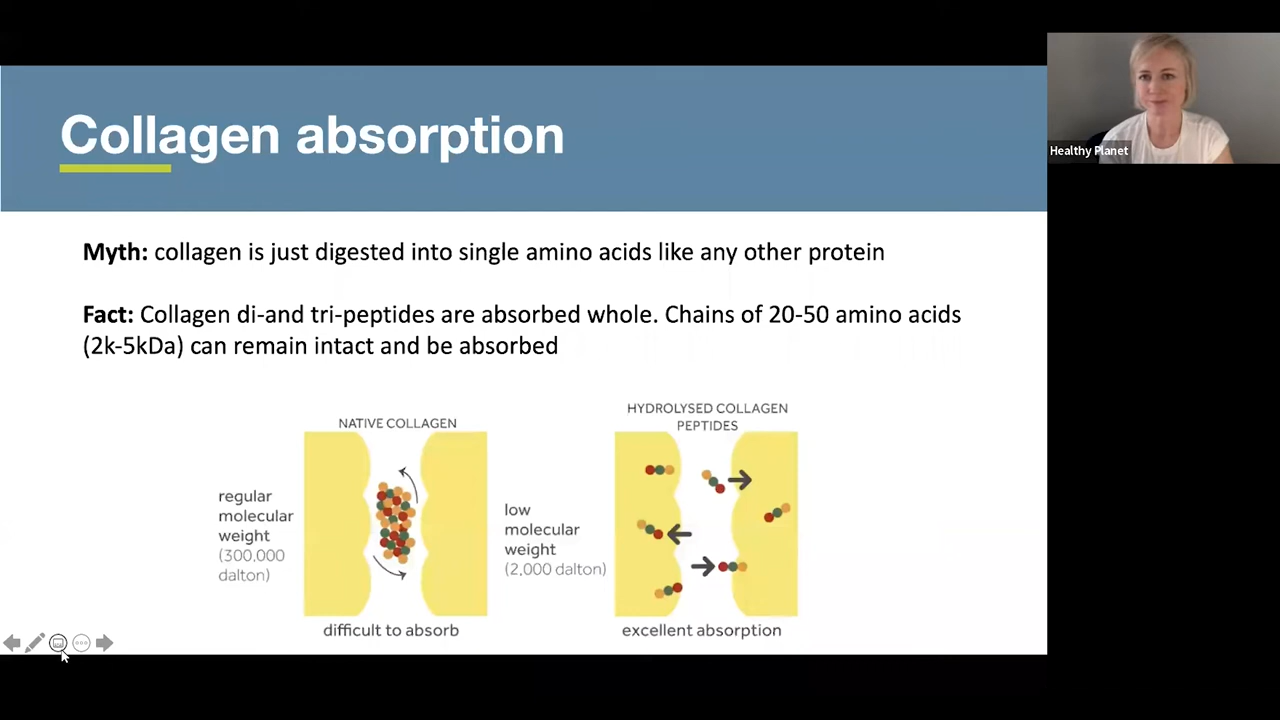 Collagen absorption
Healthy Planet
Myth: collagen is just digested into single amino acids like any other protein
Fact: Collagen di-and tri-peptides are absorbed whole. Chains of 20-50 amino acids
(2k-5kDa) can remain intact and be absorbed
NATIVE COLLAGEN
regular
molecular
weight
(300,000
dalton)
difficult to absorb
HYDROLYSED COLLAGEN
PEPTIDES
low
molecular
weight
(2,000 dalton)
excellent absorption